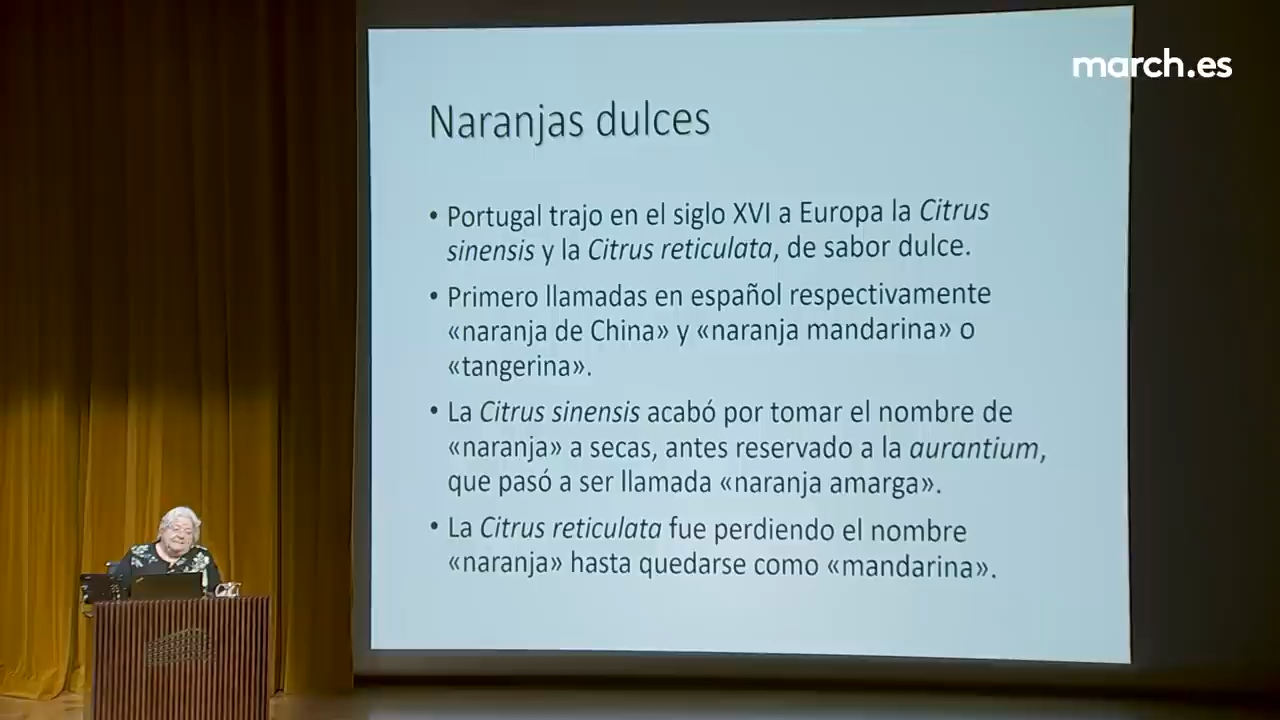 march.es
Naranjas dulces
• Portugal trajo en el siglo XVI a Europa la Citrus
sinensis y la Citrus reticulata, de sabor dulce.
• Primero llamadas en español respectivamente
«naranja de China» y «naranja mandarina» o
«tangerina».
• La Citrus sinensis acabó por tomar el nombre de
«naranja» a secas, antes reservado a la aurantium,
que pasó a ser llamada «naranja amarga».
• La Citrus reticulata fue perdiendo el nombre
«naranja» hasta quedarse como «mandarina».